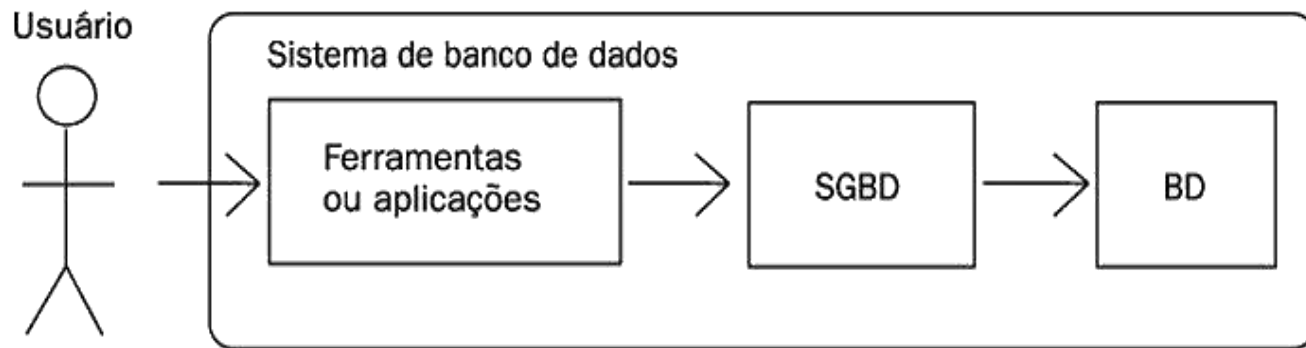 Usuário
Sistema de banco de dados
Ferramentas
ou aplicações
SGBD
BD